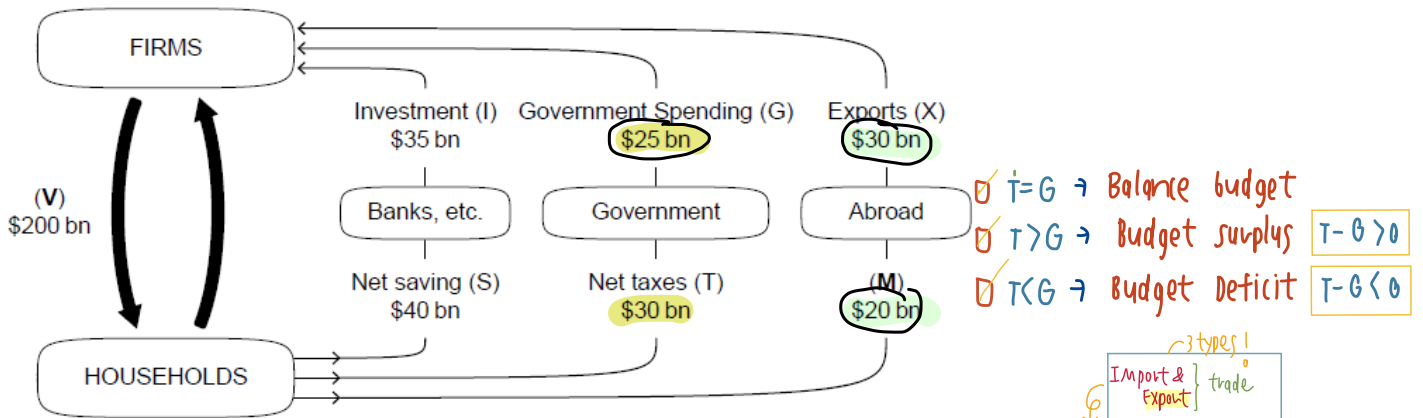 FIRMS
Investment (I)
$35 bn
Government Spending (G)
$25 bn
Exports (X)
$30 bn
(V)
$200 bn
Banks, etc.
Government
Abroad
Net saving (S)
$40 bn
Net taxes (T)
$30 bn
(M)
$20 bn
HOUSEHOLDS
T=G → Balance budget
T>G → Budget surplus T-G>0
T<G → Budget Deficit T-G<0
3 types!
Import & } trade
Export